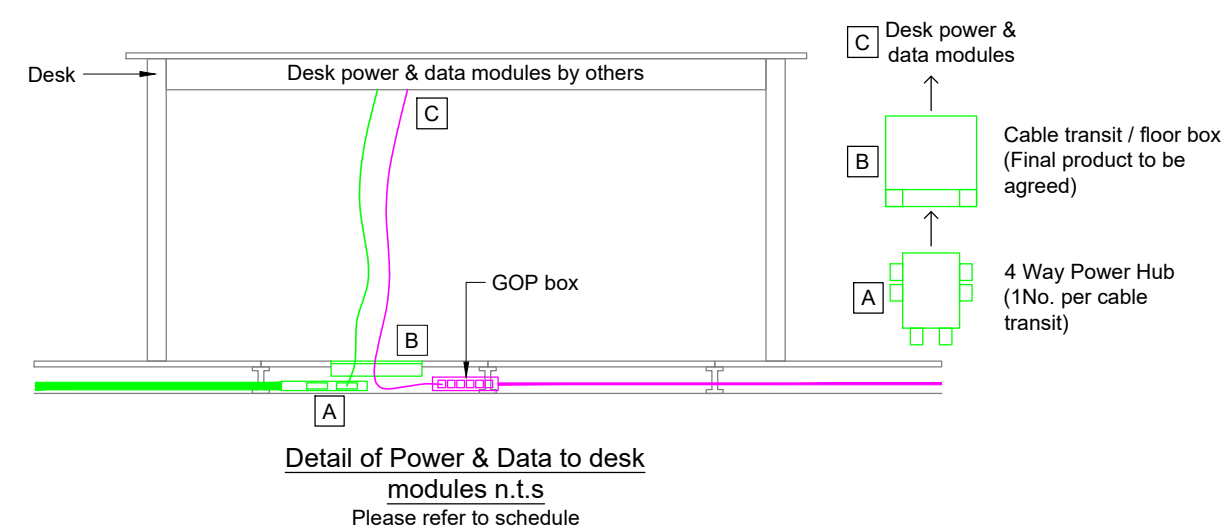 Desk
Desk power & data modules by others
C
GOP box
B
A
Detail of Power & Data to desk
modules n.t.s
Please refer to schedule
C
Desk power &
data modules
B
Cable transit / floor box
(Final product to be
agreed)
A
4 Way Power Hub
(1No. per cable
transit)